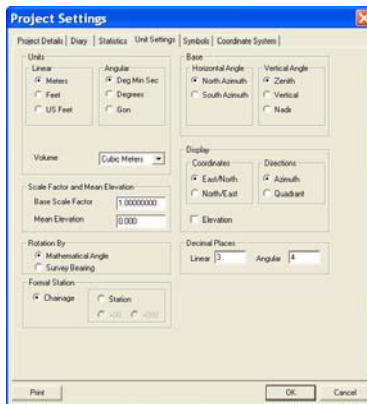 Project Settings
Project Details Diary Statistics Unit Settings Symbols Coordinate System
Units
Linear
Meters
Feet
US Feet
Angular
Deg Min Sec
Degrees
Gon
Volume Cubic Meters
Base
Horizontal Angle
North Azimuth
South Azimuth
Vertical Angle
Zenith
Vertical
Nadir
Scale Factor and Mean Elevation
Base Scale Factor 1.00000000
Mean Elevation 0.000
Display
Coordinates
East/North
North/East
Directions
Azimuth
Quadrant
Elevation
Rotation By
Mathematical Angle
Survey Bearing
Decimal Places
Linear 3 Angular 4
Format Station
Chainage
Station
Print OK Cancel